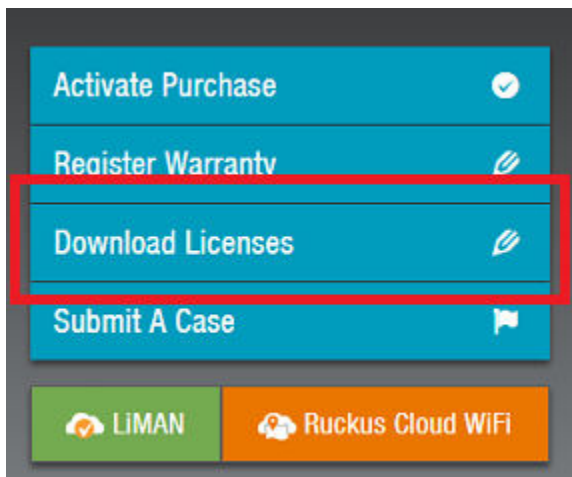 Activate Purchase
Register Warranty
Download Licenses
Submit A Case
LiMAN
Ruckus Cloud WiFi